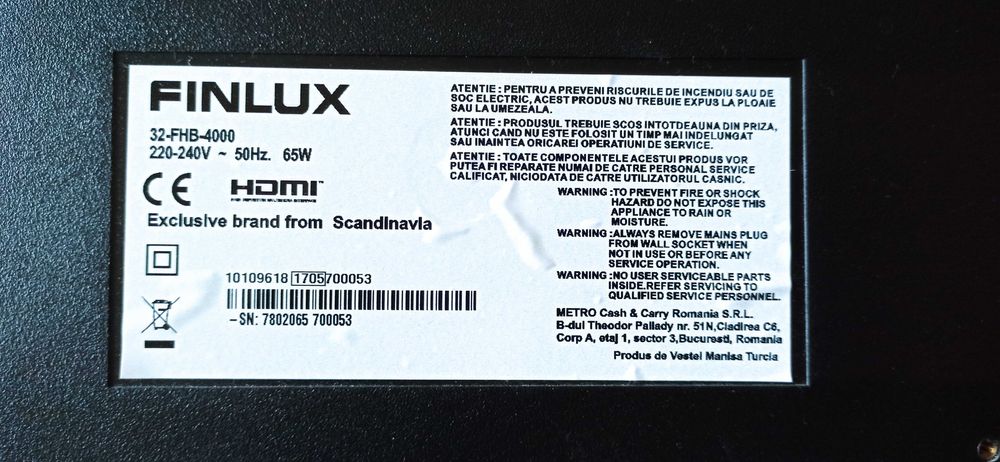 FINLUX
32-FHB-4000
220-240V ~ 50Hz. 65W
CE HDMI™
HIGH-DEFINITION MULTIMEDIA INTERFACE
Exclusive brand from Scandinavia
10109618 1705 700053
-SN: 7802065 700053
ATENTIE : PENTRU A PREVENI RISCURILE DE INCENDIU SAU DE
SOC ELECTRIC, ACEST PRODUS NU TREBUIE EXPUS LA PLOAIE
SAU LA UMEZEALA.
ATENTIE : PRODUSUL TREBUIE SCOS INTOTDEAUNA DIN PRIZA,
ATUNCI CAND NU ESTE FOLOSIT UN TIMP MAI INDELUNGAT
SAU INAINTEA ORICAREI OPERATIUNI DE SERVICE.
ATENTIE : TOATE COMPONENTELE ACESTUI PRODUS VOR
PUTEA FI REPARATE NUMAI DE CATRE PERSONAL SERVICE
CALIFICAT, NICIODATA DE CATRE UTILIZATORUL CASNIC.
WARNING :TO PREVENT FIRE OR SHOCK
HAZARD DO NOT EXPOSE THIS
APPLIANCE TO RAIN OR
MOISTURE.
WARNING :ALWAYS REMOVE MAINS PLUG
FROM WALL SOCKET WHEN
NOT IN USE OR BEFORE ANY
SERVICE OPERATION.
WARNING :NO USER SERVICEABLE PARTS
INSIDE.REFER SERVICING TO
QUALIFIED SERVICE PERSONNEL.
METRO Cash & Carry Romania S.R.L.
B-dul Theodor Pallady nr. 51N,Cladirea C6,
Corp A, etaj 1, sector 3,Bucuresti, Romania
Produs de Vestel Manisa Turcia